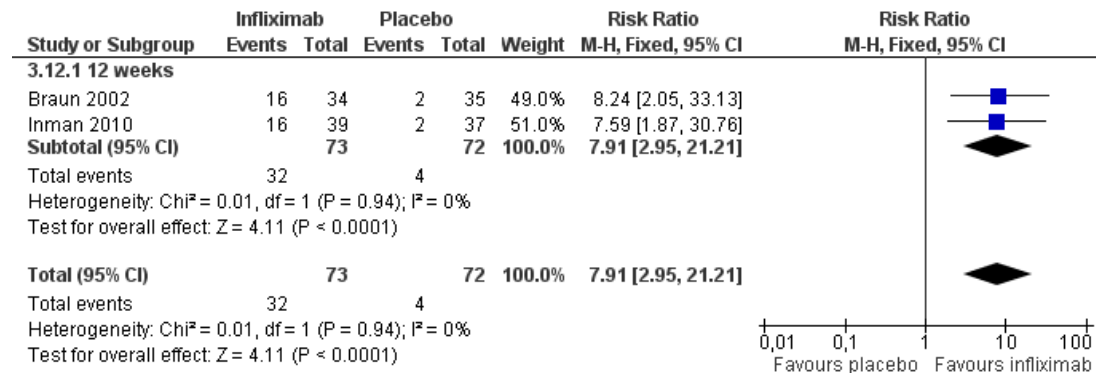 Infliximab Placebo Risk Ratio Risk Ratio
Study or Subgroup Events Total Events Total Weight M-H, Fixed, 95% CI M-H, Fixed, 95% CI
3.12.1 12 weeks
Braun 2002 16 34 2 35 49.0% 8.24 [2.05, 33.13]
Inman 2010 16 39 2 37 51.0% 7.59 [1.87, 30.76]
Subtotal (95% CI) 73 72 100.0% 7.91 [2.95, 21.21]
Total events 32 4
Heterogeneity: Chi² = 0.01, df = 1 (P = 0.94); I² = 0%
Test for overall effect: Z = 4.11 (P < 0.0001)
Total (95% CI) 73 72 100.0% 7.91 [2.95, 21.21]
Total events 32 4
Heterogeneity: Chi² = 0.01, df = 1 (P = 0.94); I² = 0%
Test for overall effect: Z = 4.11 (P < 0.0001)
0,01 0,1 1 10 100
Favours placebo Favours infliximab